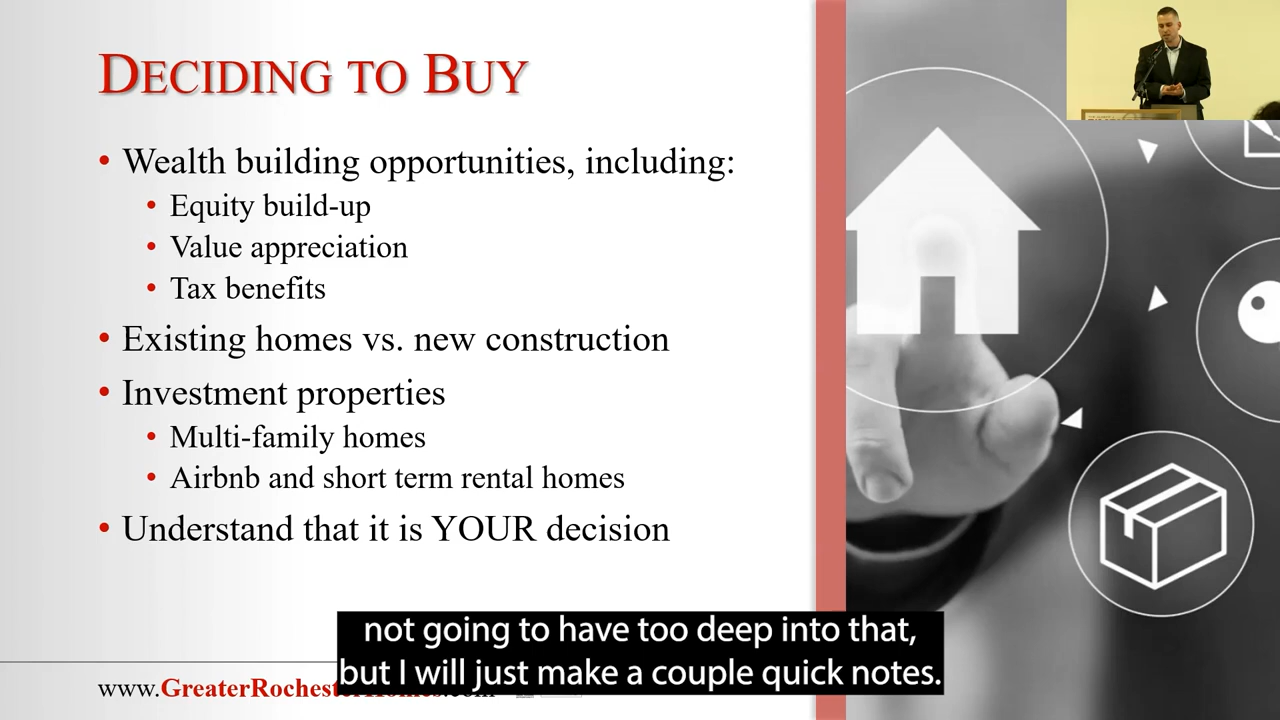 DECIDING TO BUY
• Wealth building opportunities, including:
• Equity build-up
• Value appreciation
• Tax benefits
• Existing homes vs. new construction
• Investment properties
• Multi-family homes
• Airbnb and short term rental homes
• Understand that it is YOUR decision
not going to have too deep into that,
but I will just make a couple quick notes.
www.GreaterRochesterHomes.com